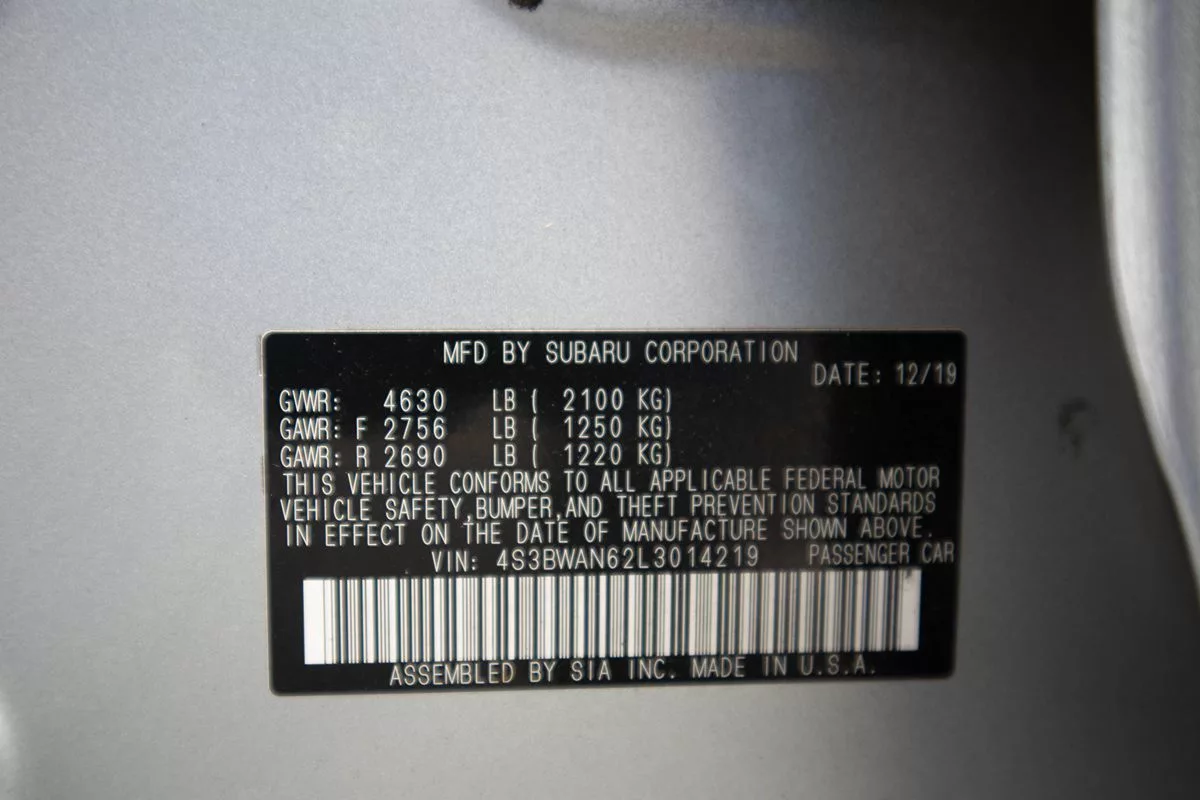 MFD BY SUBARU CORPORATION
DATE: 12/19
GVWR: 4630 LB ( 2100 KG)
GAWR: F 2756 LB ( 1250 KG)
GAWR: R 2690 LB ( 1220 KG)
THIS VEHICLE CONFORMS TO ALL APPLICABLE FEDERAL MOTOR
VEHICLE SAFETY,BUMPER,AND THEFT PREVENTION STANDARDS
IN EFFECT ON THE DATE OF MANUFACTURE SHOWN ABOVE.
VIN: 4S3BWAN62L3014219 PASSENGER CAR
ASSEMBLED BY SIA INC. MADE IN U.S.A.